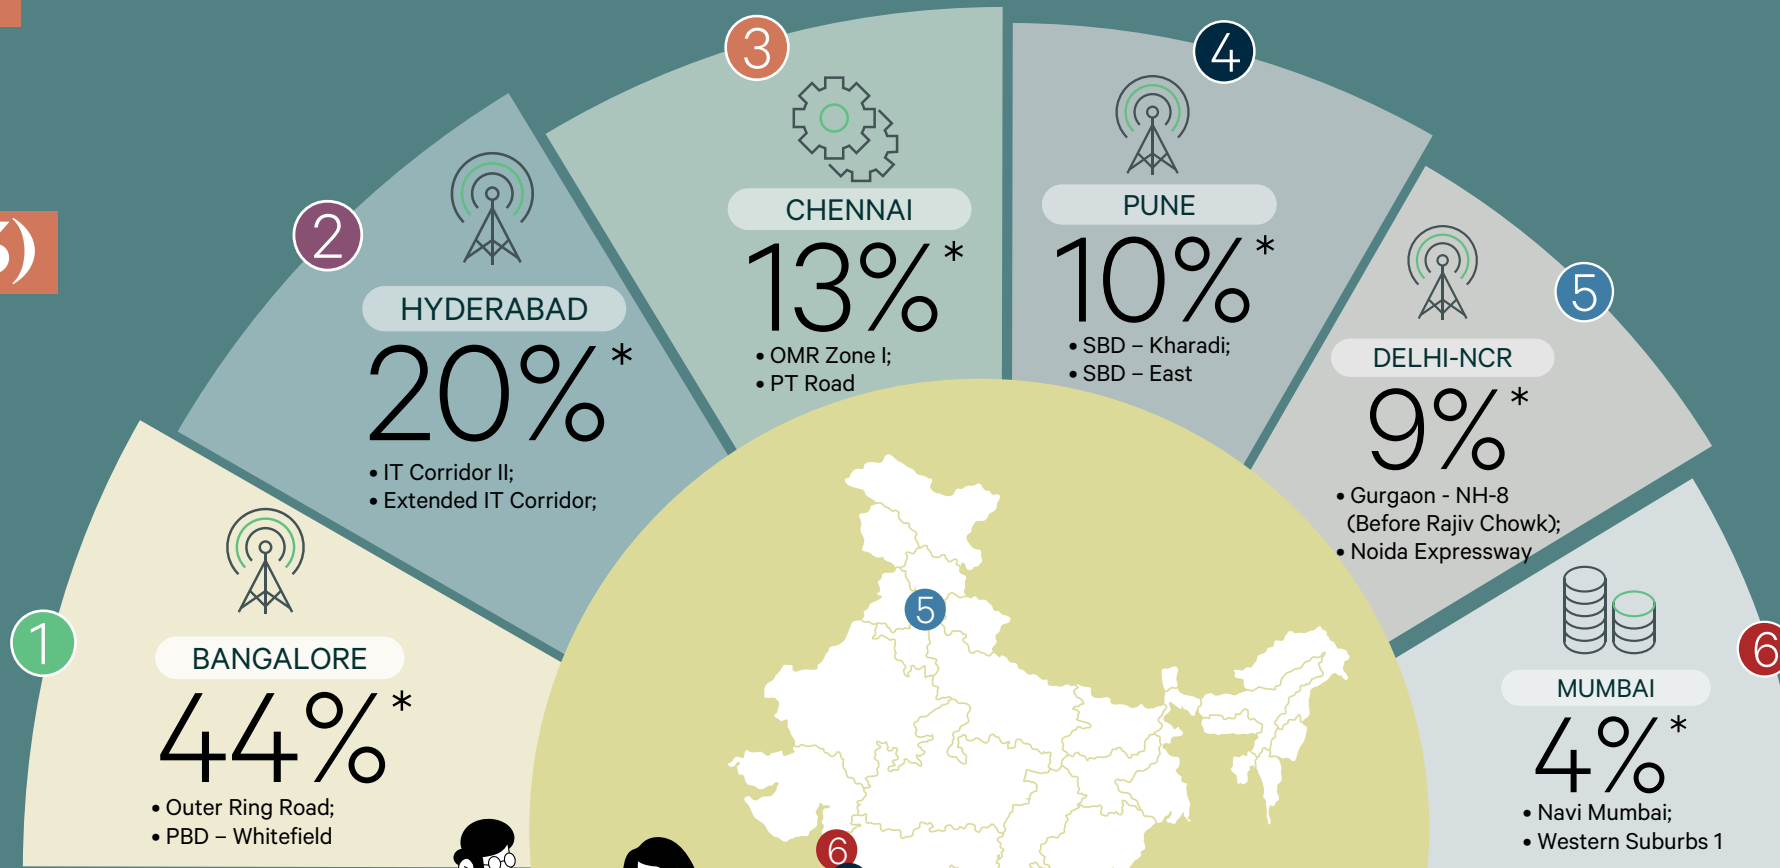 1
BANGALORE
44%*
• Outer Ring Road;
• PBD – Whitefield
2
HYDERABAD
20%*
• IT Corridor II;
• Extended IT Corridor;
3
CHENNAI
13%*
• OMR Zone I;
• PT Road
4
PUNE
10%*
• SBD – Kharadi;
• SBD – East
5
DELHI-NCR
9%*
• Gurgaon - NH-8
(Before Rajiv Chowk);
• Noida Expressway
6
MUMBAI
4%*
• Navi Mumbai;
• Western Suburbs 1
5
6
)